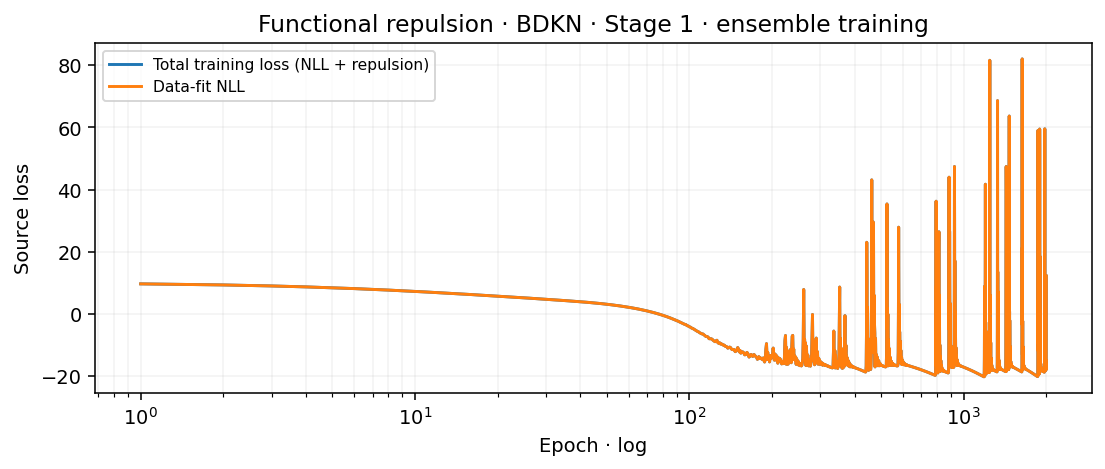 Functional repulsion · BDKN · Stage 1 · ensemble training
Total training loss (NLL + repulsion)
Data-fit NLL
Source loss
80
60
40
20
0
−20
10⁰
10¹
10²
10³
Epoch · log